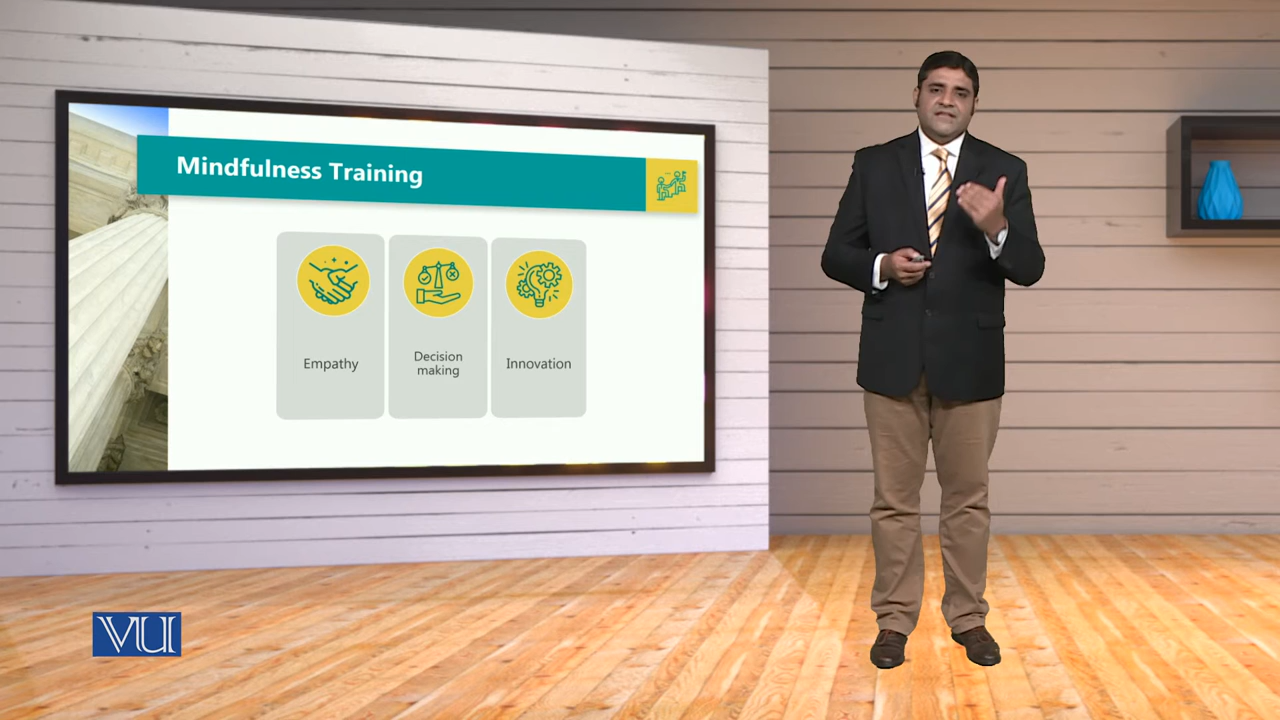 Mindfulness Training
Empathy
Decision
making
Innovation
VU